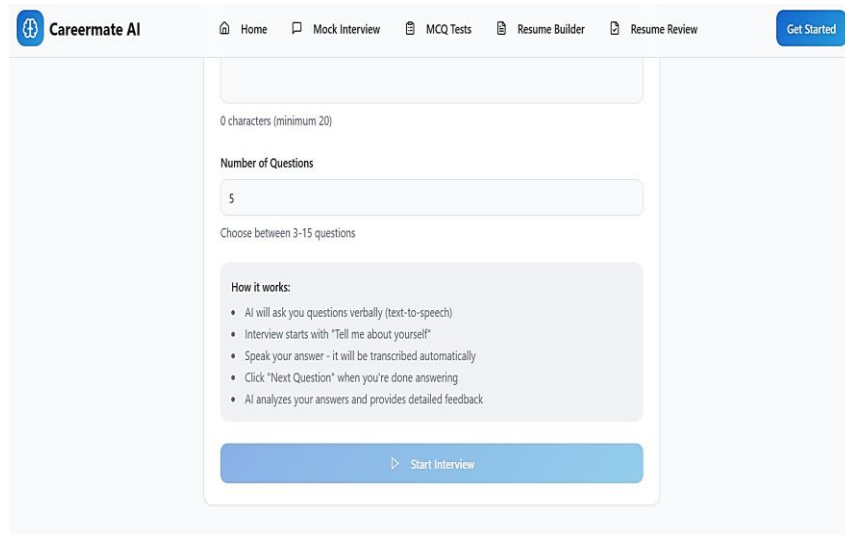 Careermate AI
Home Mock Interview MCQ Tests Resume Builder Resume Review Get Started
0 characters (minimum 20)
Number of Questions
5
Choose between 3-15 questions
How it works:
• AI will ask you questions verbally (text-to-speech)
• Interview starts with "Tell me about yourself"
• Speak your answer - it will be transcribed automatically
• Click "Next Question" when you're done answering
• AI analyzes your answers and provides detailed feedback
Start Interview